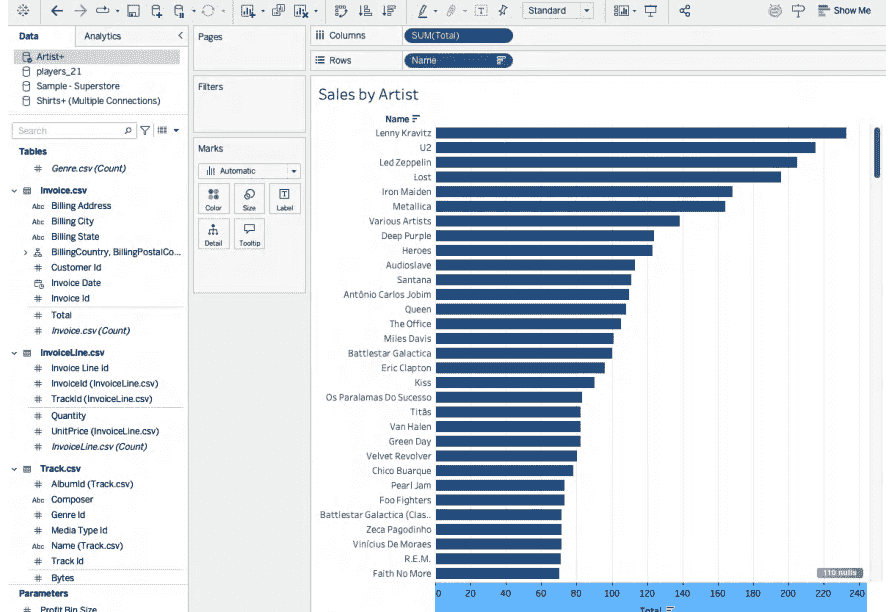 Standard
Show Me
Data
Analytics
Artist+
players_21
Sample - Superstore
Shirts+ (Multiple Connections)
Search
Tables
Genre.csv (Count)
Invoice.csv
Abc Billing Address
Abc Billing City
Abc Billing State
BillingCountry, BillingPostalCo...
Customer Id
Invoice Date
Invoice Id
Total
Invoice.csv (Count)
InvoiceLine.csv
Invoice Line Id
InvoiceId (InvoiceLine.csv)
TrackId (InvoiceLine.csv)
Quantity
UnitPrice (InvoiceLine.csv)
InvoiceLine.csv (Count)
Track.csv
AlbumId (Track.csv)
Abc Composer
Genre Id
Media Type Id
Abc Name (Track.csv)
Track Id
Bytes
Parameters
Profit Bin Size
Pages
Filters
Marks
Automatic
Color Size Label
Detail Tooltip
Columns SUM(Total)
Rows Name
Sales by Artist
Name
Lenny Kravitz
U2
Led Zeppelin
Lost
Iron Maiden
Metallica
Various Artists
Deep Purple
Heroes
Audioslave
Santana
Antônio Carlos Jobim
Queen
The Office
Miles Davis
Battlestar Galactica
Eric Clapton
Kiss
Os Paralamas Do Sucesso
Titãs
Van Halen
Green Day
Velvet Revolver
Chico Buarque
Pearl Jam
Foo Fighters
Battlestar Galactica (Clas..
Zeca Pagodinho
Vinícius De Moraes
R.E.M.
Faith No More
110 nulls
0 20 40 60 80 100 120 140 160 180 200 220 240
Total